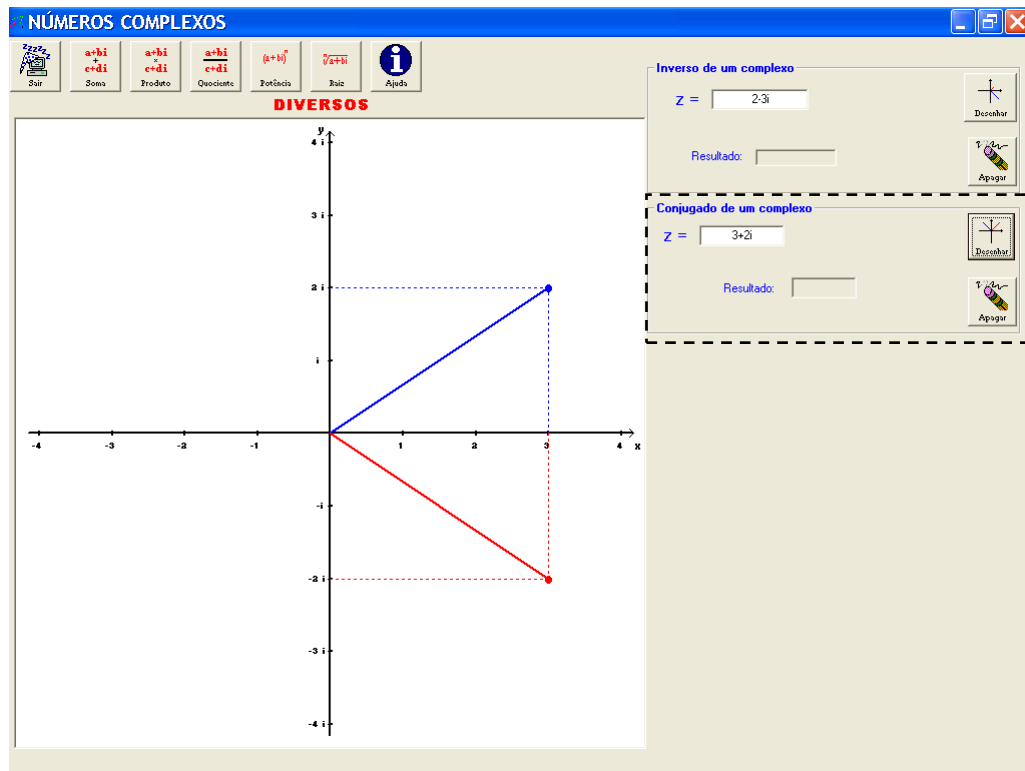 NÚMEROS COMPLEXOS
zzzzz
Sair
a+bi
+
c+di
Soma
a+bi
x
c+di
Produto
a+bi
c+di
Quociente
(a+bi)ⁿ
Potência
ⁿ√a+bi
Raiz
i
Ajuda
DIVERSOS
y
4 i
3 i
2 i
i
-4 -3 -2 -1 1 2 3 4 x
-i
-2 i
-3 i
-4 i
Inverso de um complexo
z = 2-3i
Desenhar
Resultado:
Apagar
Conjugado de um complexo
z = 3+2i
Desenhar
Resultado:
Apagar